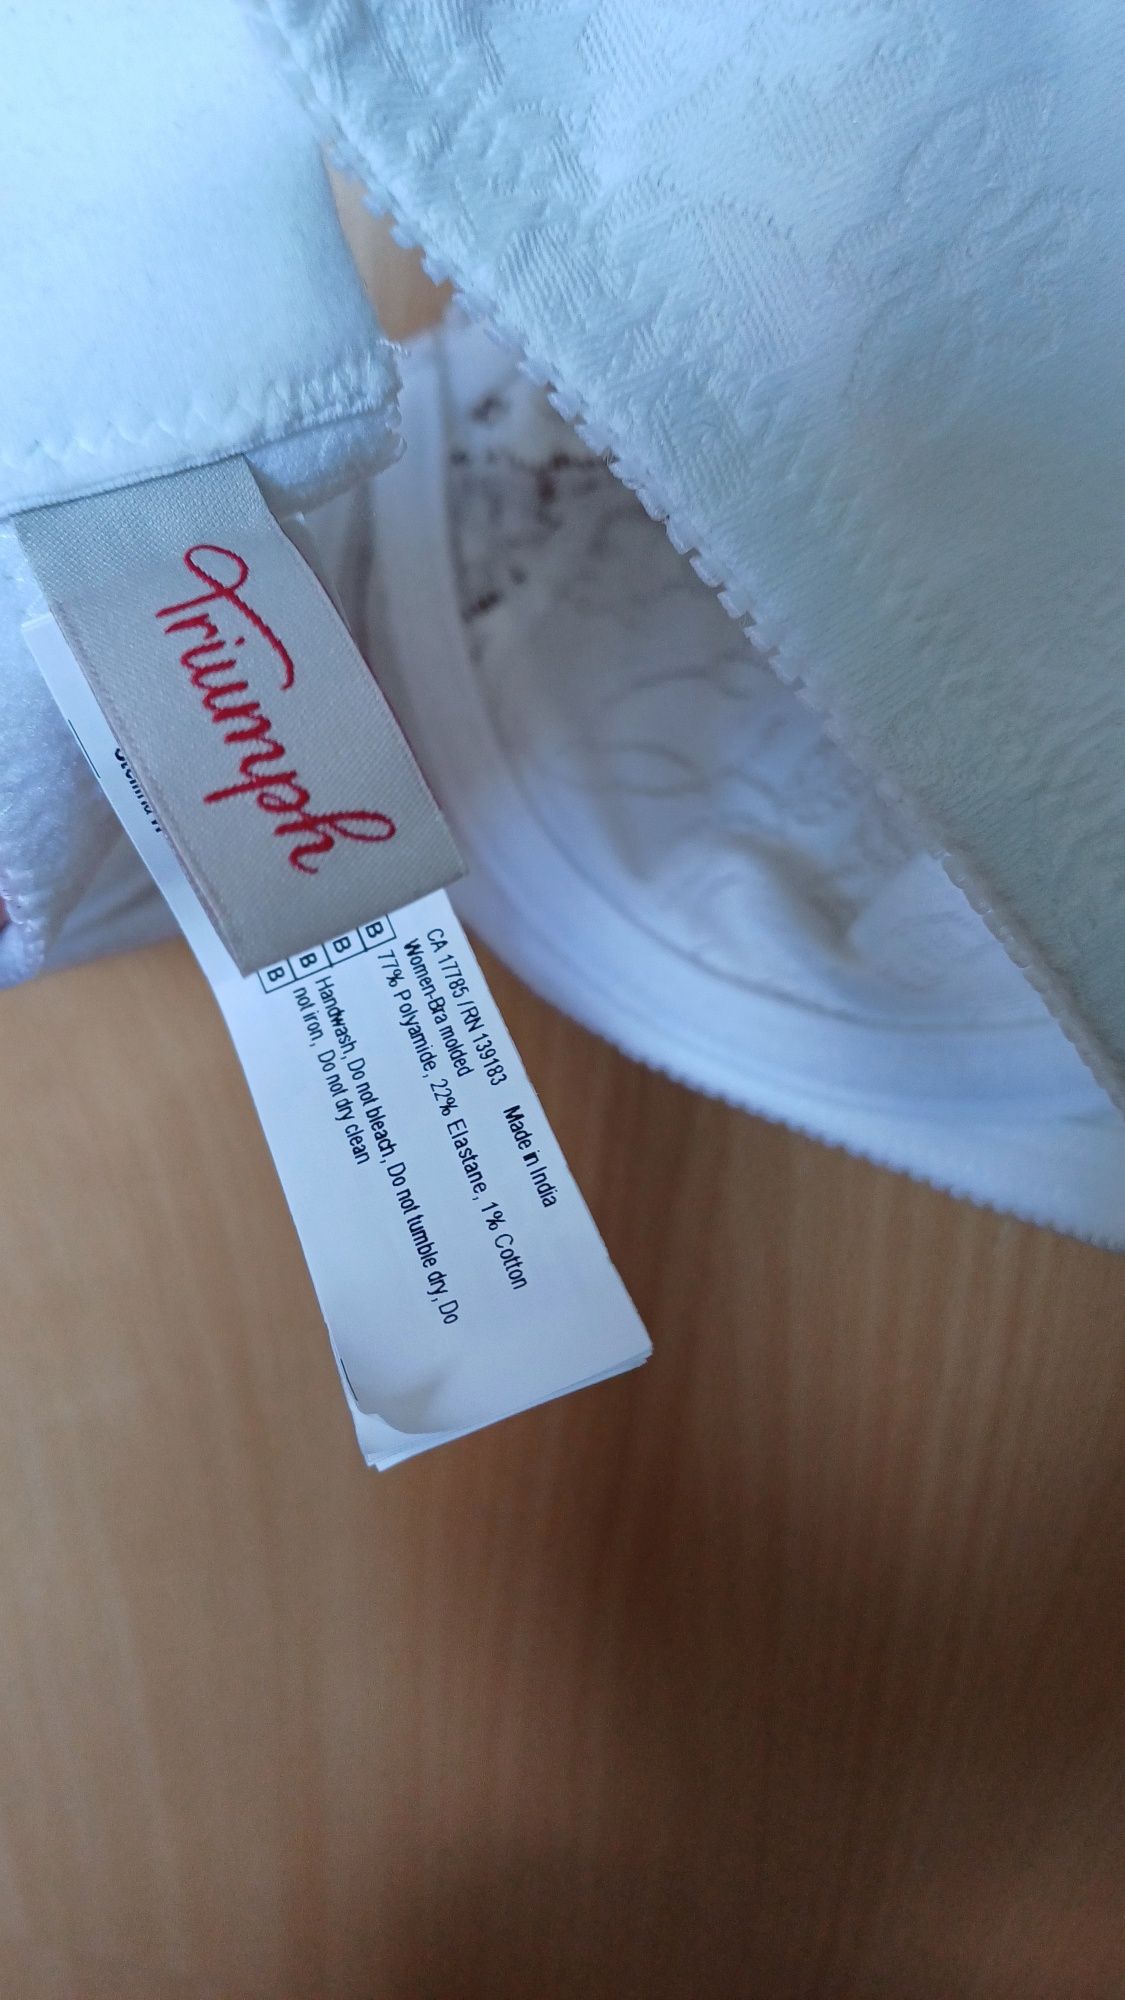 Triumph
CA 17785 / RN 139183 Made in India
Women-Bra molded
B 77% Polyamide, 22% Elastane, 1% Cotton
B
B Handwash, Do not bleach, Do not tumble dry, Do
B not iron, Do not dry clean